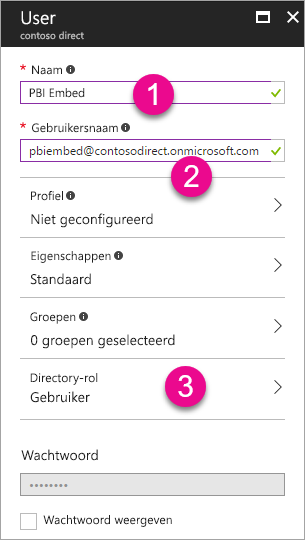 User
contoso direct
* Naam
PBI Embed
1
* Gebruikersnaam
pbiembed@contosodirect.onmicrosoft.com
2
Profiel
Niet geconfigureerd
Eigenschappen
Standaard
Groepen
0 groepen geselecteerd
Directory-rol
Gebruiker
3
Wachtwoord
••••••••
Wachtwoord weergeven